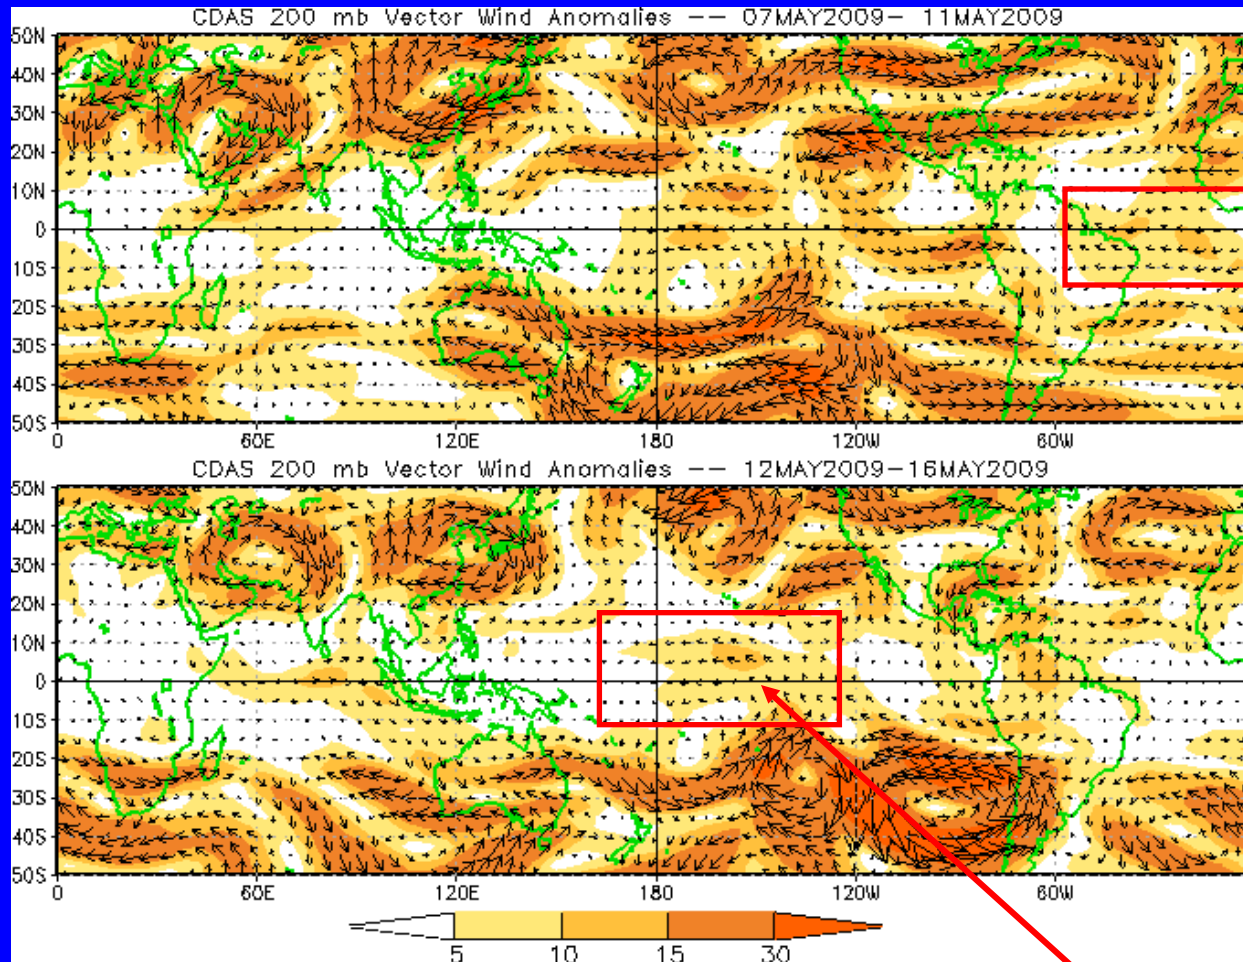 CDAS 200 mb Vector Wind Anomalies -- 07MAY2009- 11MAY2009
50N
40N
30N
20N
10N
0
10S
20S
30S
40S
50S
0 60E 120E 180 120W 60W
CDAS 200 mb Vector Wind Anomalies -- 12MAY2009-16MAY2009
50N
40N
30N
20N
10N
0
10S
20S
30S
40S
50S
0 60E 120E 180 120W 60W
5 10 15 30